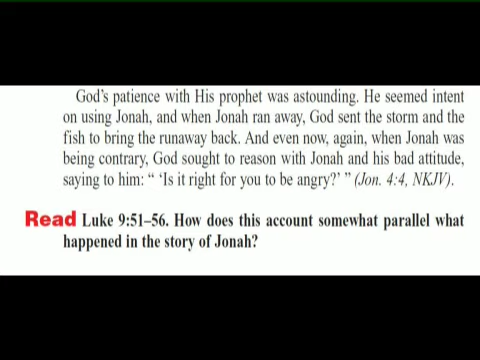 God’s patience with His prophet was astounding. He seemed intent
on using Jonah, and when Jonah ran away, God sent the storm and the
fish to bring the runaway back. And even now, again, when Jonah was
being contrary, God sought to reason with Jonah and his bad attitude,
saying to him: “ ‘Is it right for you to be angry?’ ” (Jon. 4:4, NKJV).
Read Luke 9:51–56. How does this account somewhat parallel what
happened in the story of Jonah?